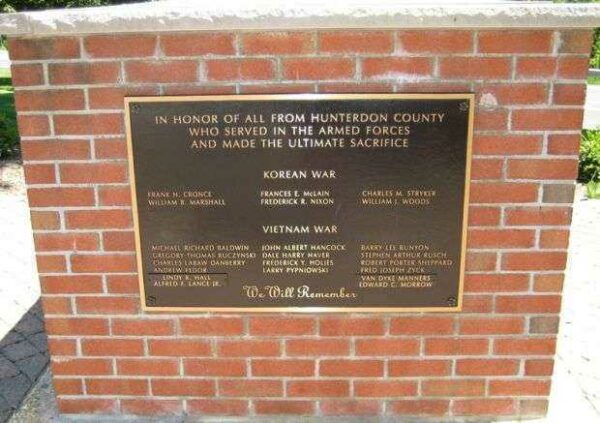 IN HONOR OF ALL FROM HUNTERDON COUNTY
WHO SERVED IN THE ARMED FORCES
AND MADE THE ULTIMATE SACRIFICE
KOREAN WAR
FRANK H. CRONCE FRANCES E. McLAIN CHARLES M. STRYKER
WILLIAM R. MARSHALL FREDERICK R. NIXON WILLIAM J. WOODS
VIETNAM WAR
MICHAEL RICHARD BALDWIN JOHN ALBERT HANCOCK BARRY LEE RUNYON
GREGORY THOMAS BUCZYNSKI DALE HARRY MAVER STEPHEN ARTHUR RUSCH
CHARLES LABAW DANBERRY FREDERICK Y. HOLJES ROBERT PORTER SHEPPARD
ANDREW FEDOR LARRY PYPNIOWSKI FRED JOSEPH ZYCK
LINDY R. HALL VAN DYKE MANNERS
ALFRED F. LANCE JR. EDWARD C. MORROW
We Will Remember